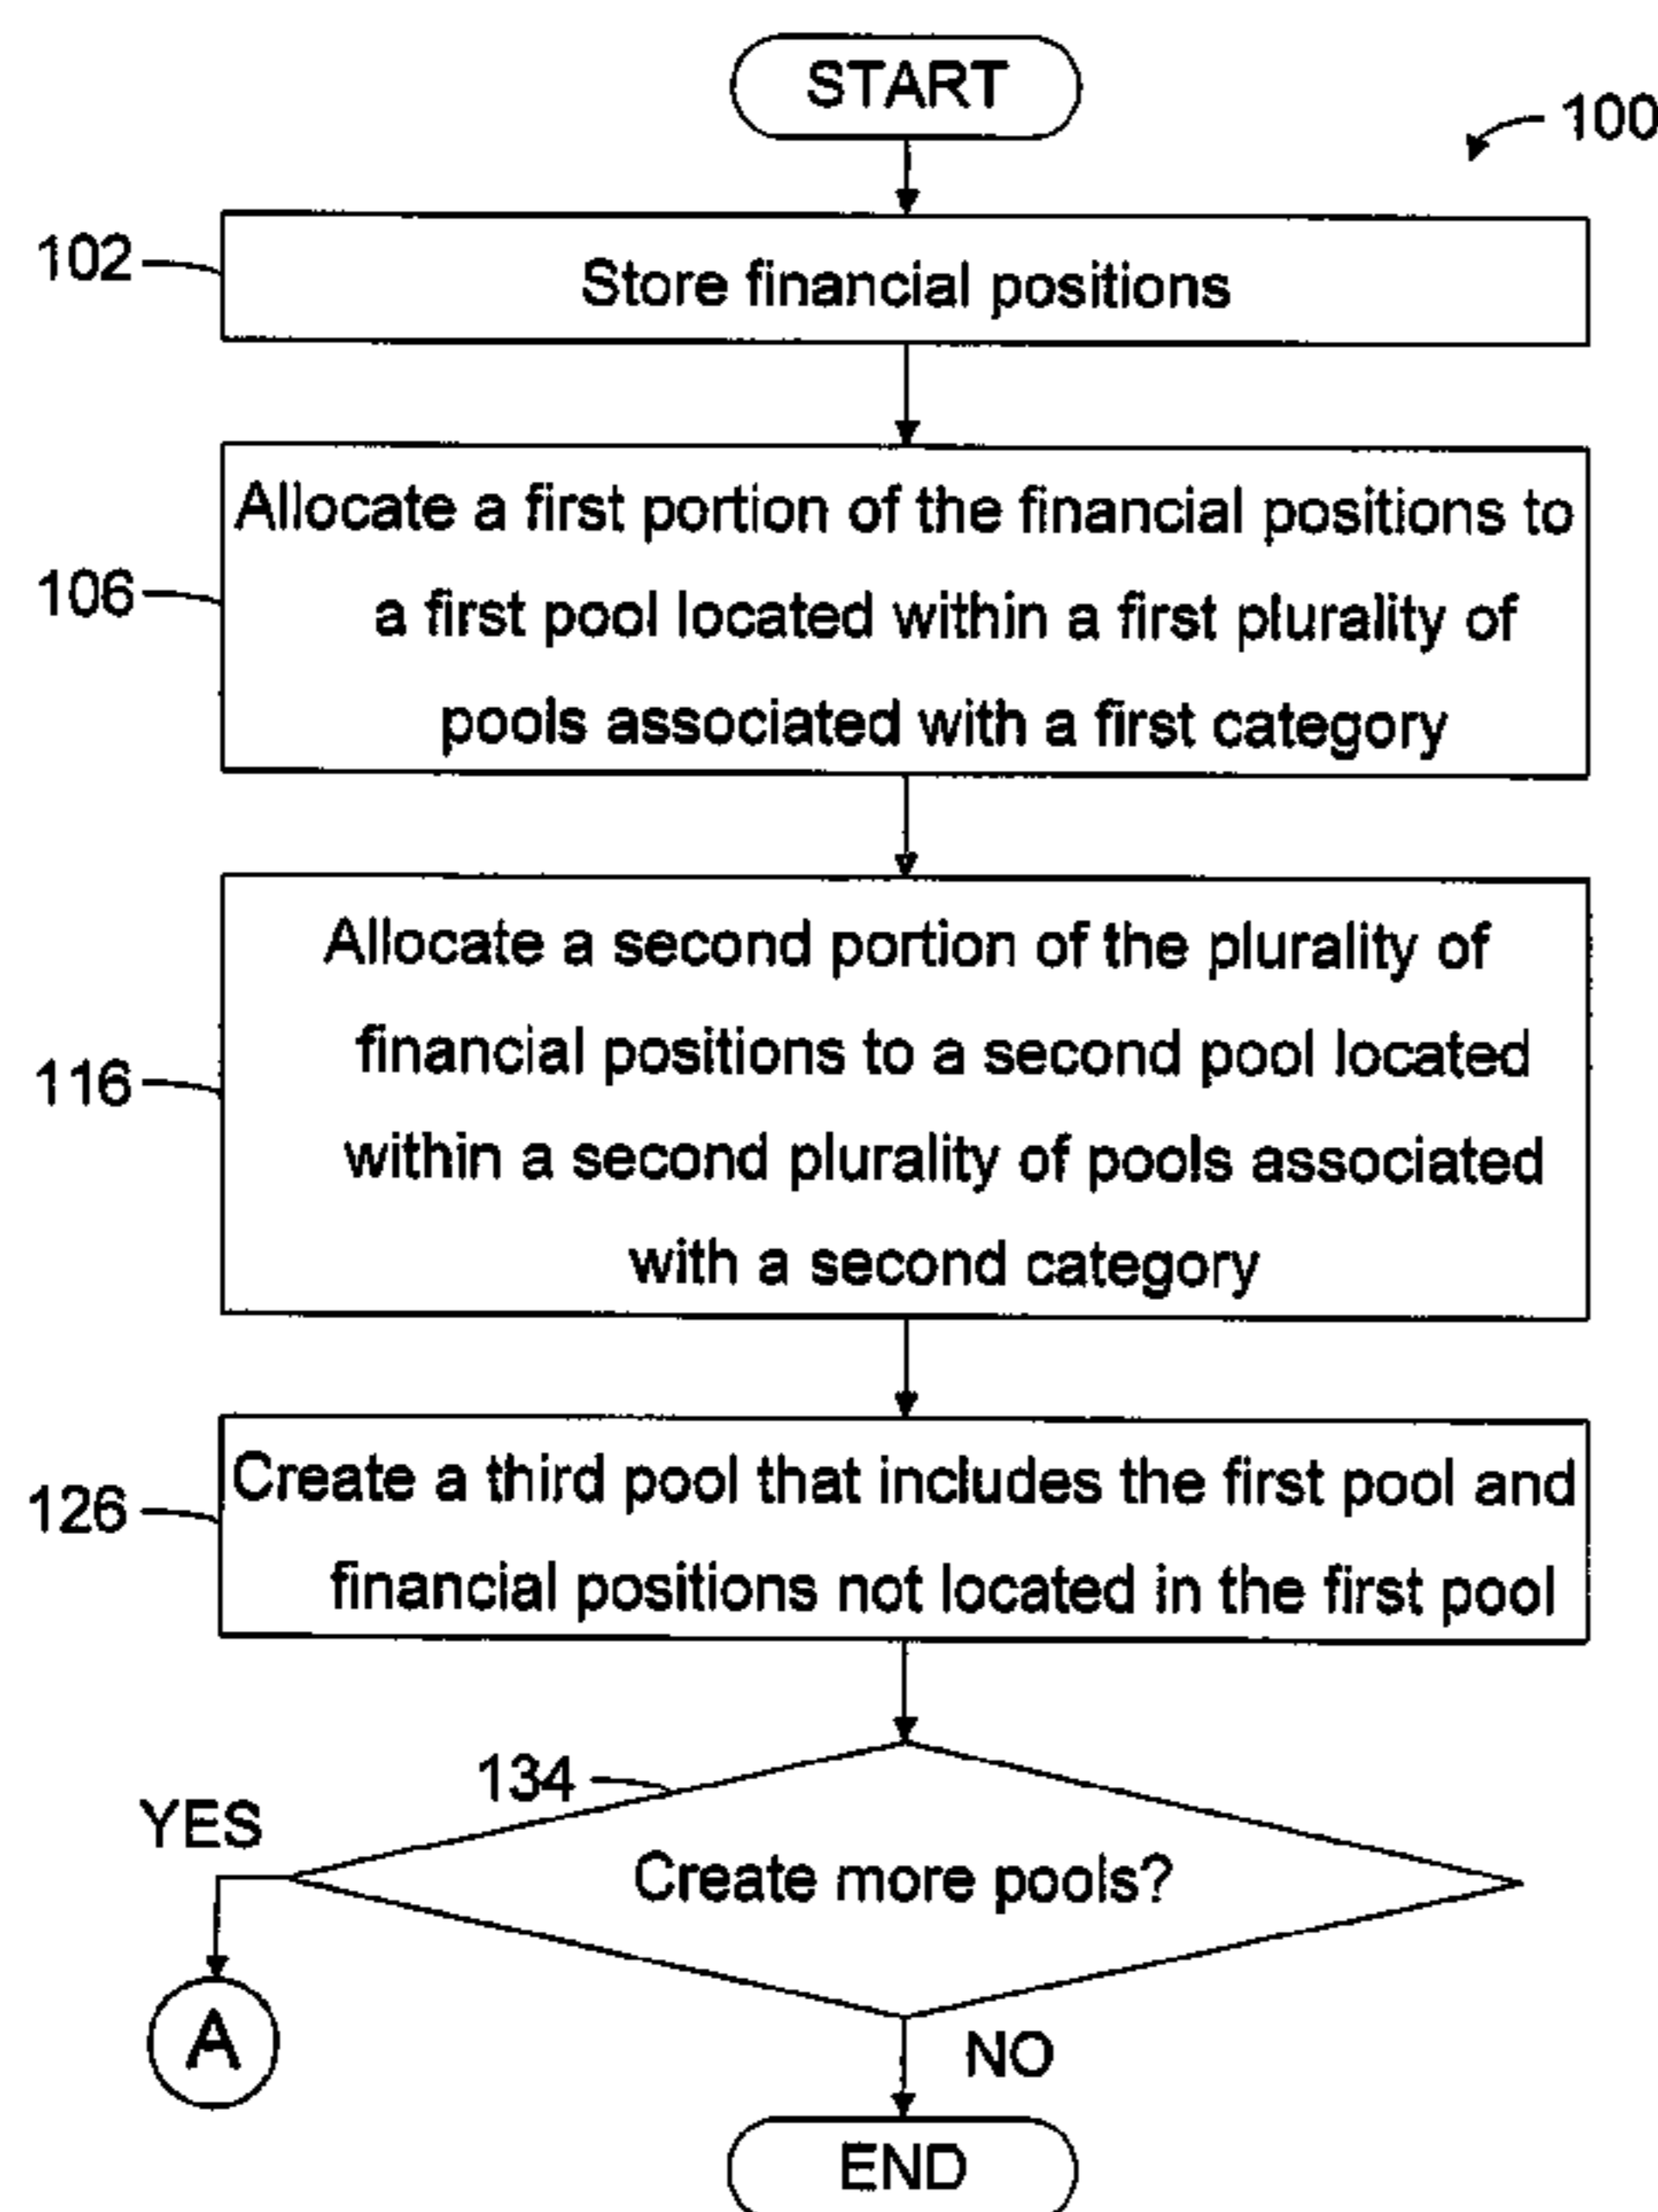 START
100
102
Store financial positions
Allocate a first portion of the financial positions to
106
a first pool located within a first plurality of
pools associated with a first category
Allocate a second portion of the plurality of
financial positions to a second pool located
116
within a second plurality of pools associated
with a second category
Create a third pool that includes the first pool and
126
financial positions not located in the first pool
134
YES
Create more pools?
A
NO
END